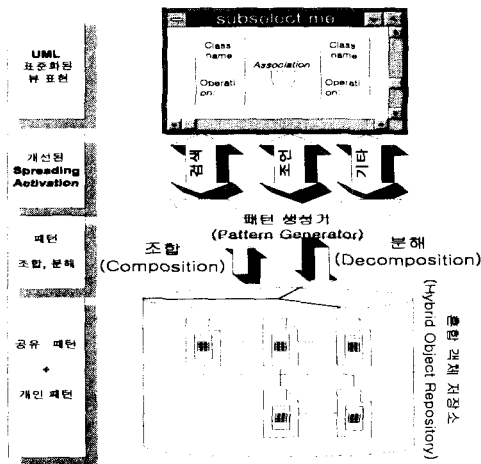 subselect me
UML
표준화된
뷰 표현
Class
name
Association
Class
name
Operati
on:
Operati
on:
개선된
Spreading
Activation
검색
조언
기타
패턴 생성기
(Pattern Generator)
패턴
조합, 분해
조합
(Composition)
분해
(Decomposition)
공유 패턴
+
개인 패턴
혼합 객체 저장소
(Hybrid Object Repository)